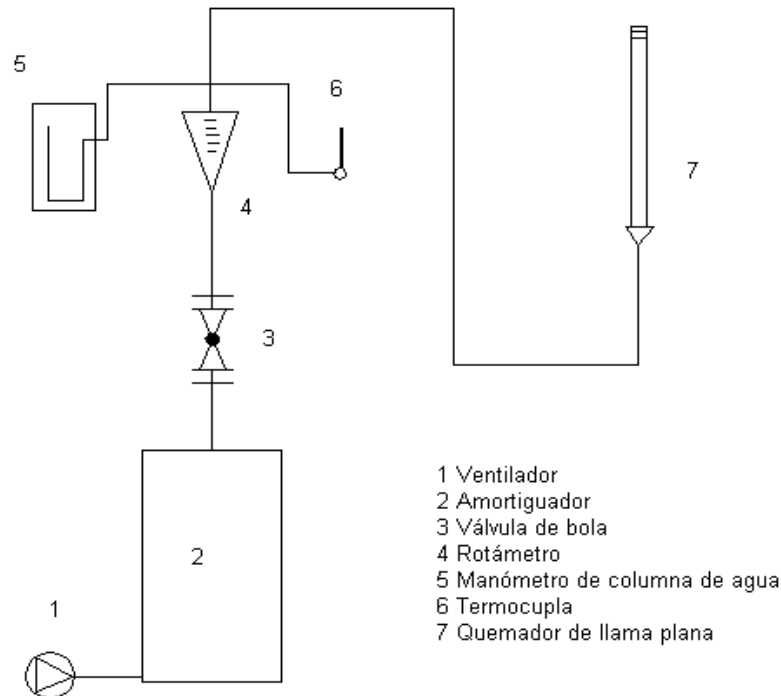 5
6
7
4
3
2
1
1 Ventilador
2 Amortiguador
3 Válvula de bola
4 Rotámetro
5 Manómetro de columna de agua
6 Termocupla
7 Quemador de llama plana